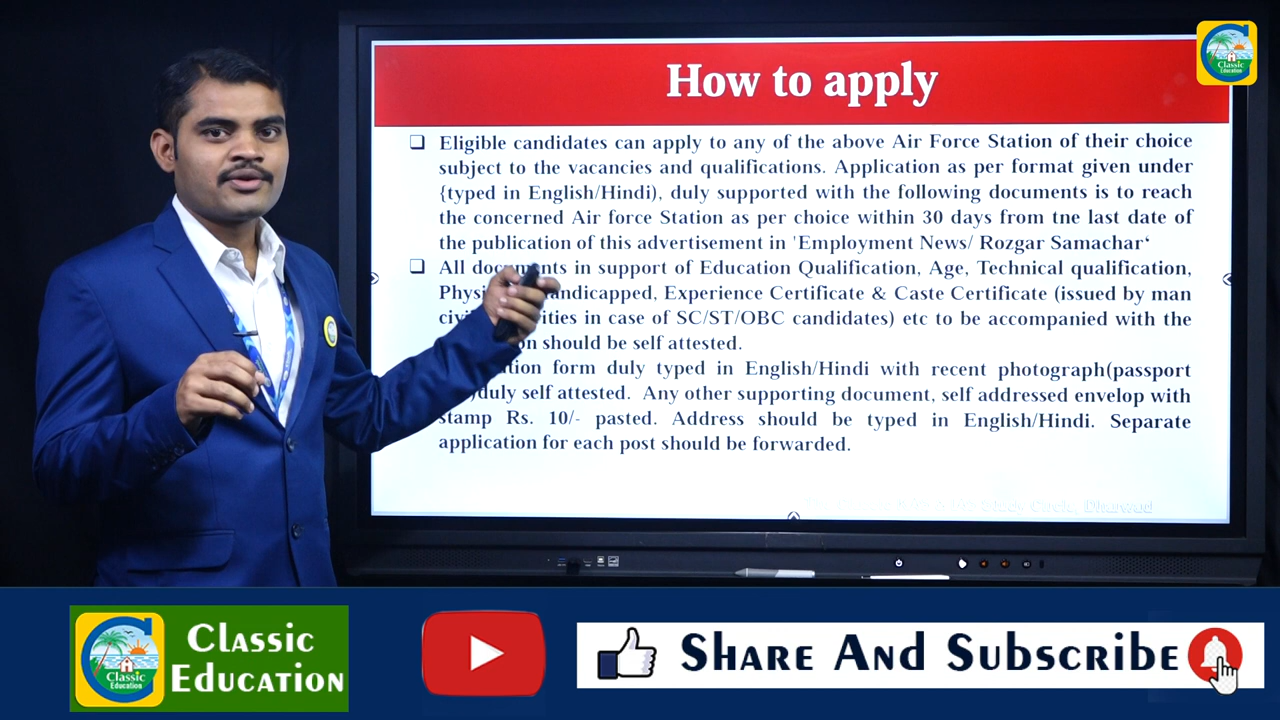 How to apply
Classic
Education
Eligible candidates can apply to any of the above Air Force Station of their choice
subject to the vacancies and qualifications. Application as per format given under
{typed in English/Hindi), duly supported with the following documents is to reach
the concerned Air force Station as per choice within 30 days from tne last date of
the publication of this advertisement in 'Employment News/ Rozgar Samachar‘
All documents in support of Education Qualification, Age, Technical qualification,
Physi andicapped, Experience Certificate & Caste Certificate (issued by man
civi ities in case of SC/ST/OBC candidates) etc to be accompanied with the
on should be self attested.
tion form duly typed in English/Hindi with recent photograph(passport
)duly self attested. Any other supporting document, self addressed envelop with
stamp Rs. 10/- pasted. Address should be typed in English/Hindi. Separate
application for each post should be forwarded.
Study Circle, Dharwad
Classic
Education
Classic
Education
Share And Subscribe